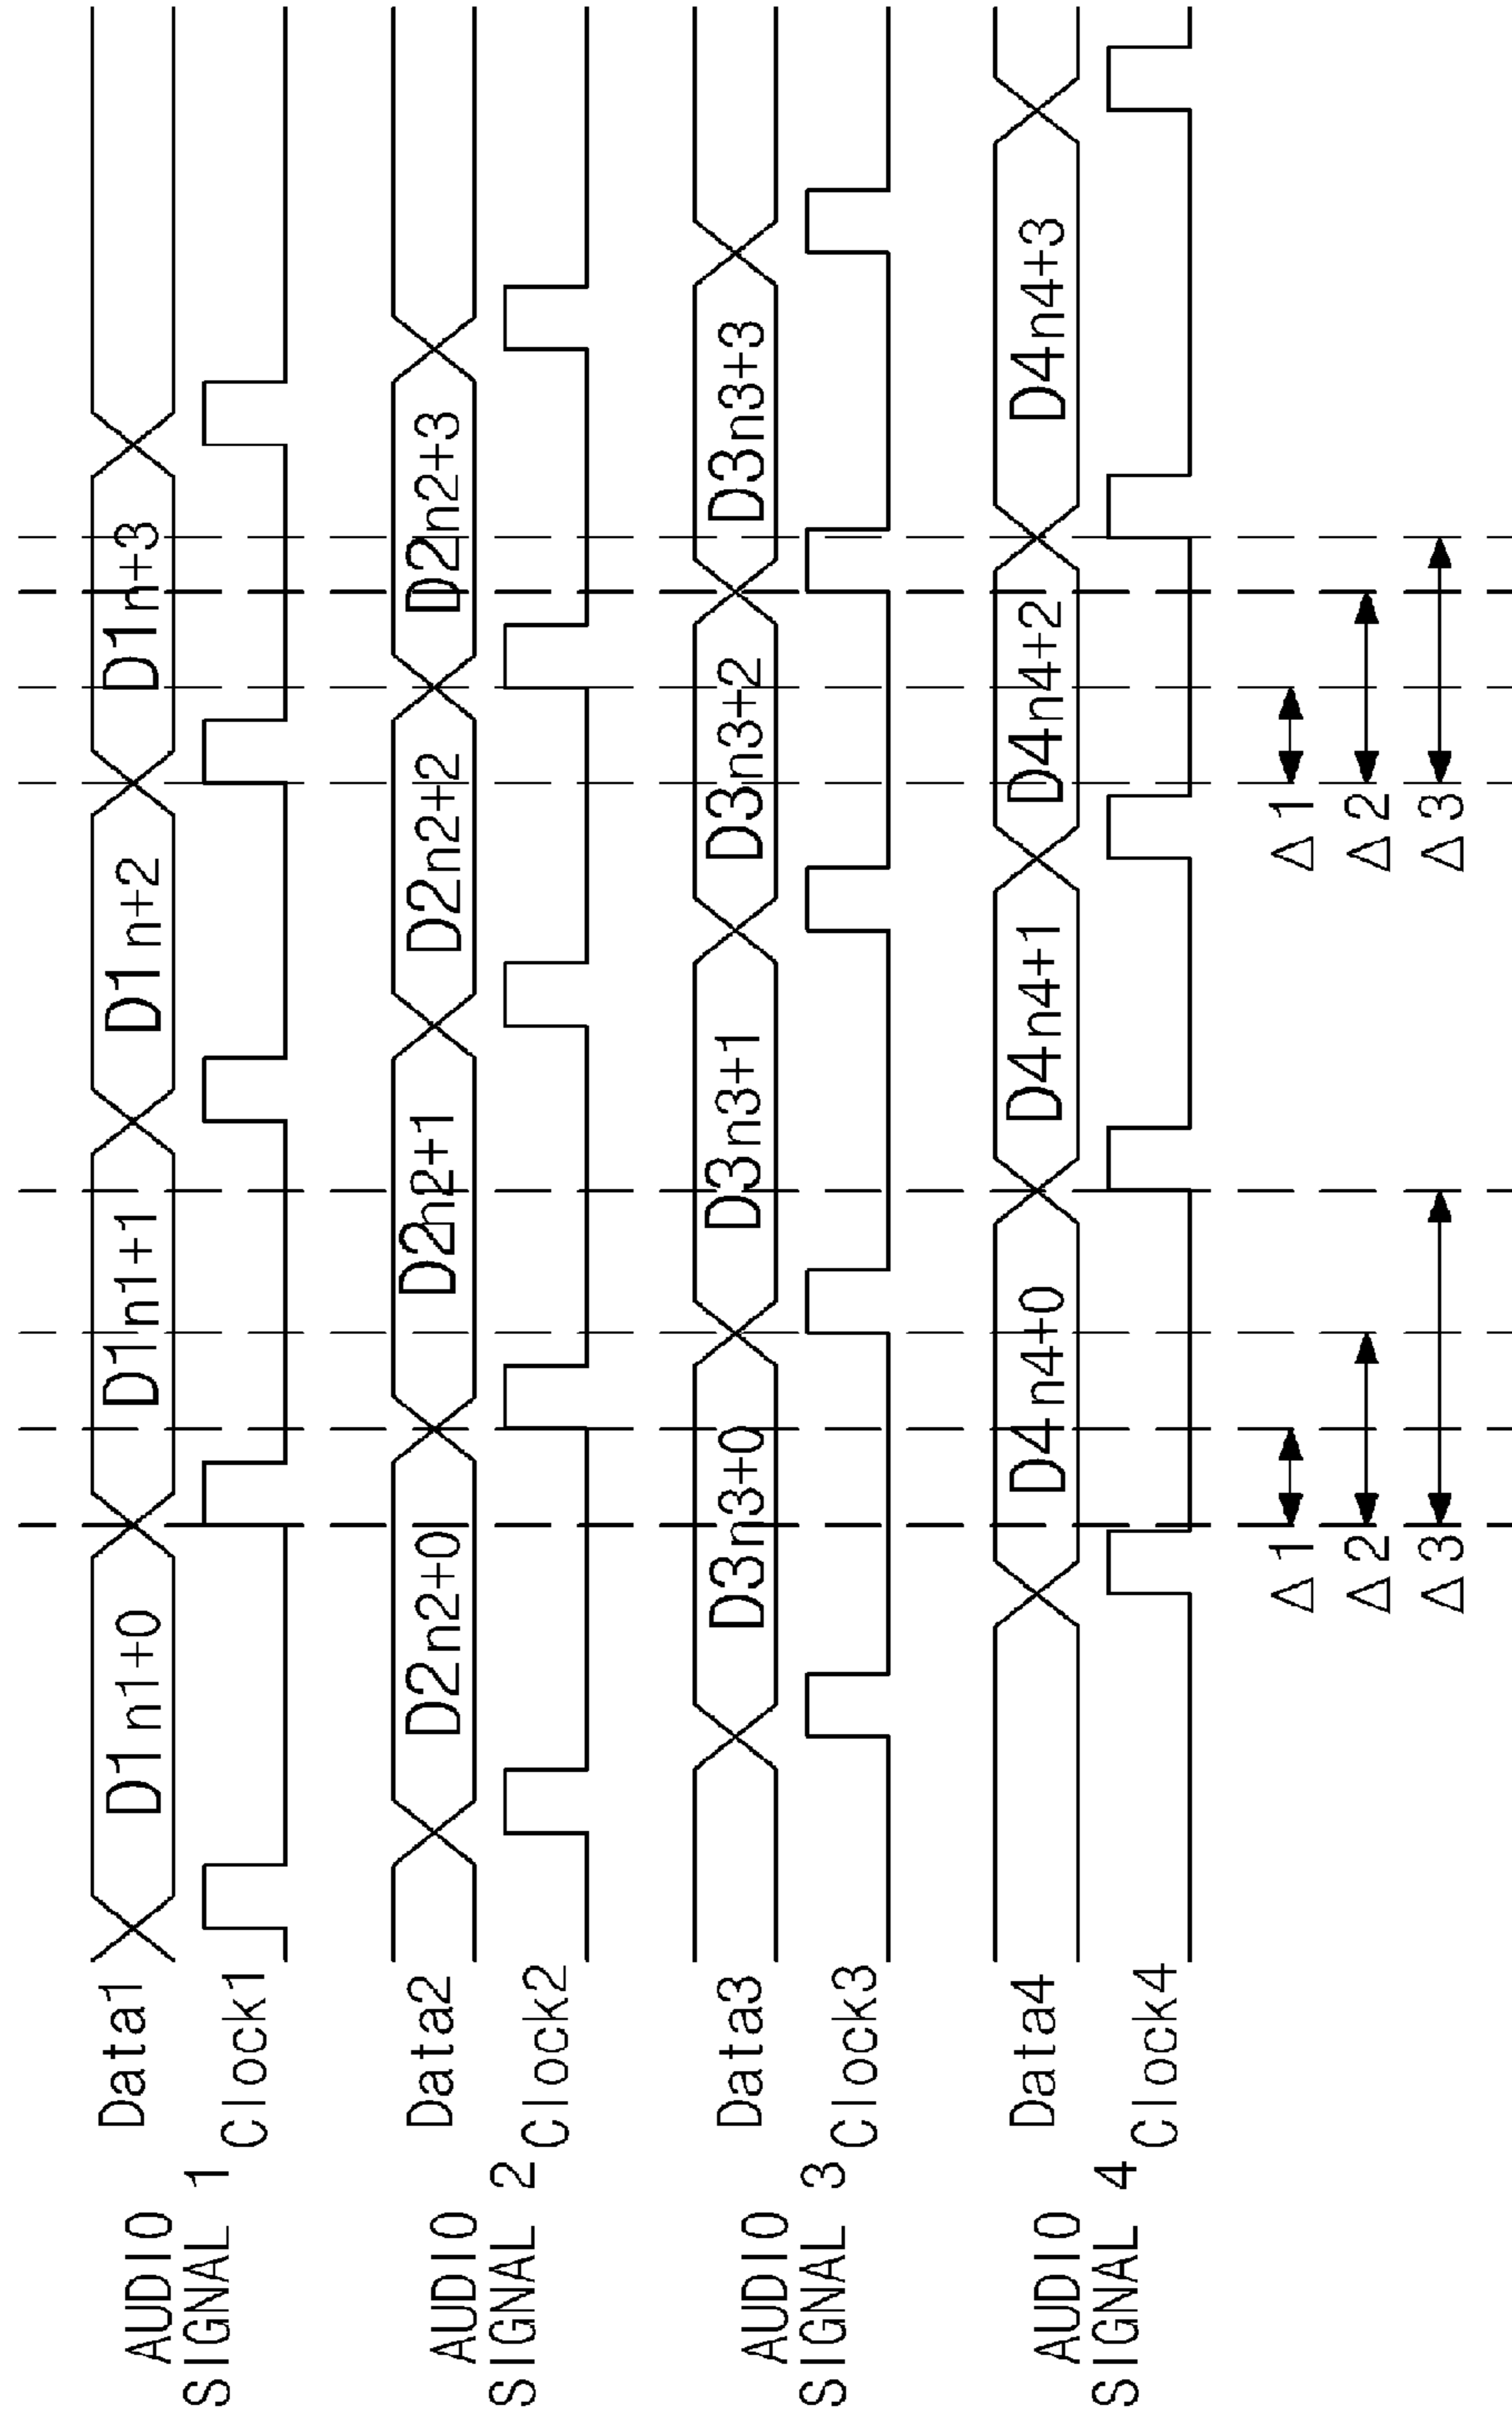 AUDIO
SIGNAL 1
Data1
D1n1+0
D1n1+1
D1n+2
D1n+3
Clock1
AUDIO
SIGNAL 2
Data2
D2n2+0
D2n2+1
D2n2+2
D2n2+3
Clock2
AUDIO
SIGNAL 3
Data3
D3n3+0
D3n3+1
D3n3+2
D3n3+3
Clock3
AUDIO
SIGNAL 4
Data4
D4n4+0
D4n4+1
D4n4+2
D4n4+3
Clock4
Δ1
Δ1
Δ2
Δ2
Δ3
Δ3